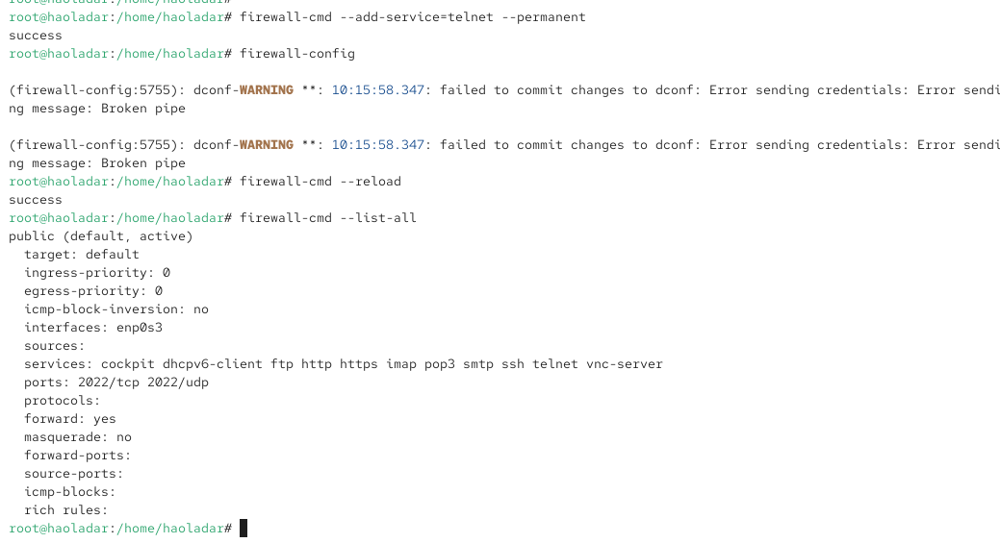 root@haoladar:/home/haoladar#
root@haoladar:/home/haoladar# firewall-cmd --add-service=telnet --permanent
success
root@haoladar:/home/haoladar# firewall-config
(firewall-config:5755): dconf-WARNING **: 10:15:58.347: failed to commit changes to dconf: Error sending credentials: Error sendi
ng message: Broken pipe
(firewall-config:5755): dconf-WARNING **: 10:15:58.347: failed to commit changes to dconf: Error sending credentials: Error sendi
ng message: Broken pipe
root@haoladar:/home/haoladar# firewall-cmd --reload
success
root@haoladar:/home/haoladar# firewall-cmd --list-all
public (default, active)
  target: default
  ingress-priority: 0
  egress-priority: 0
  icmp-block-inversion: no
  interfaces: enp0s3
  sources:
  services: cockpit dhcpv6-client ftp http https imap pop3 smtp ssh telnet vnc-server
  ports: 2022/tcp 2022/udp
  protocols:
  forward: yes
  masquerade: no
  forward-ports:
  source-ports:
  icmp-blocks:
  rich rules:
root@haoladar:/home/haoladar#